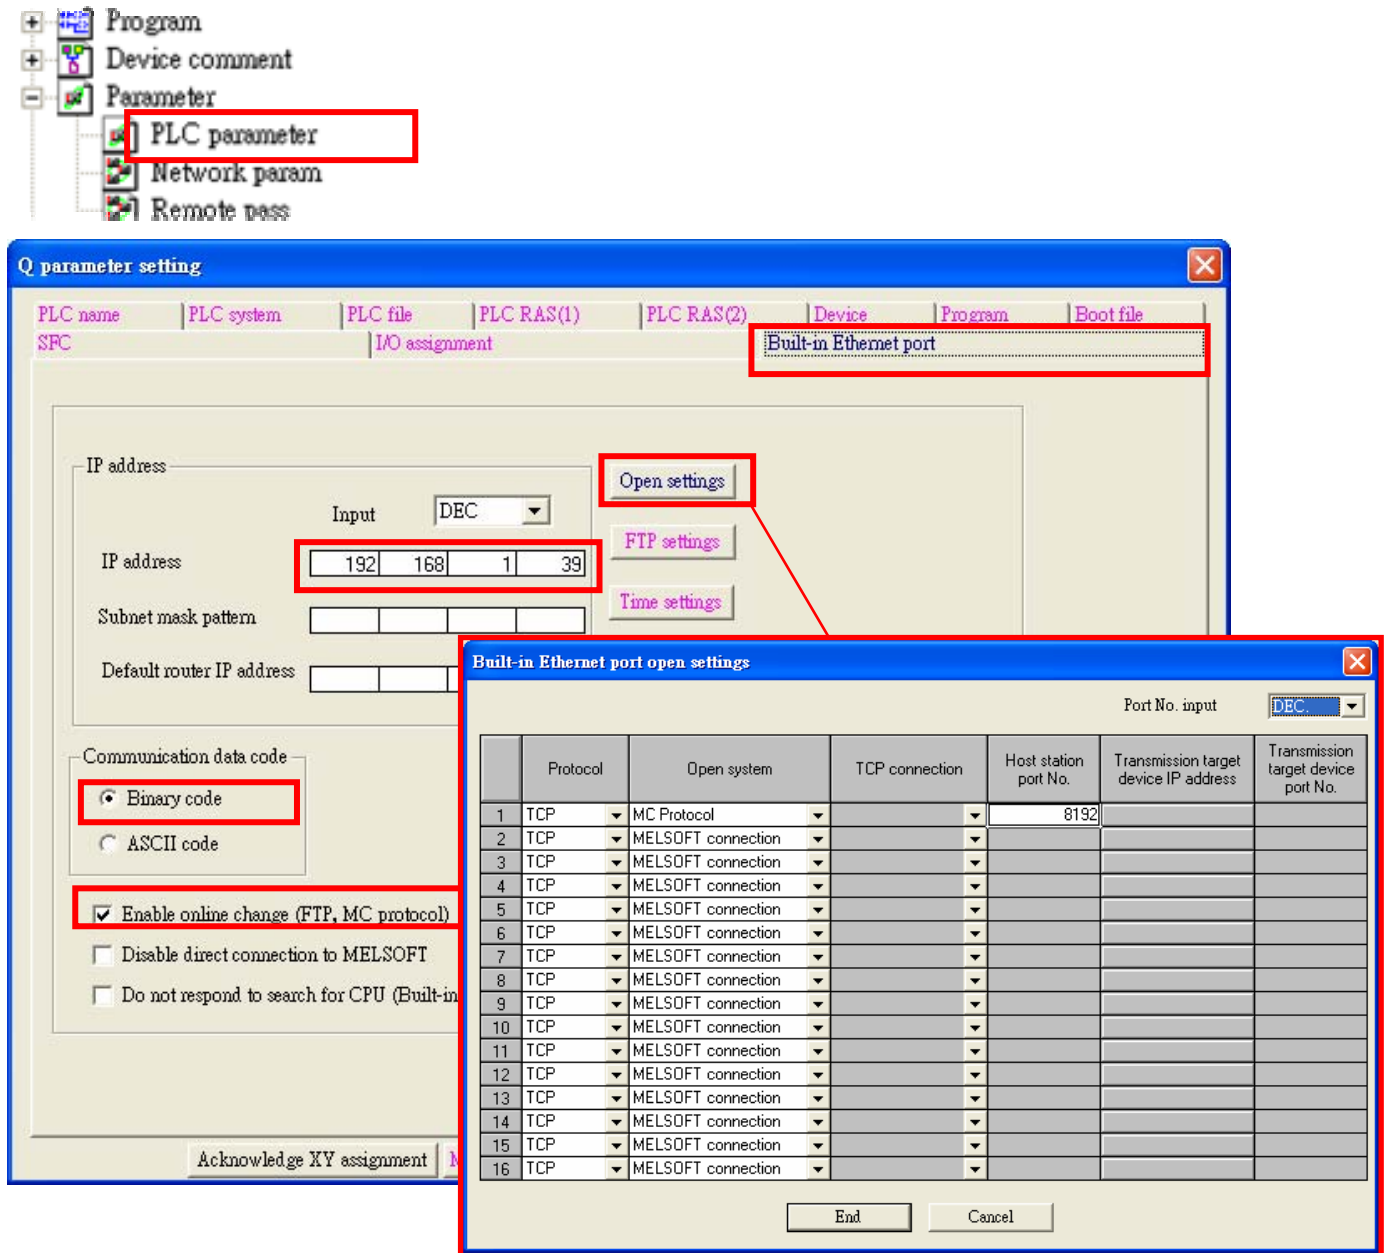 Program
Device comment
Parameter
PLC parameter
Network param
Remote pass
Q parameter setting
PLC name PLC system PLC file PLC RAS(1) PLC RAS(2) Device Program Boot file
SFC I/O assignment Built-in Ethernet port
IP address
Open settings
Input DEC
FTP settings
IP address 192 168 1 39
Time settings
Subnet mask pattern
Default router IP address
Communication data code
Binary code
ASCII code
Enable online change (FTP, MC protocol)
Disable direct connection to MELSOFT
Do not respond to search for CPU (Built-in
Acknowledge XY assignment
Built-in Ethernet port open settings
Port No. input DEC.
Protocol Open system TCP connection Host station port No. Transmission target device IP address Transmission target device port No.
1 TCP MC Protocol 8192
2 TCP MELSOFT connection
3 TCP MELSOFT connection
4 TCP MELSOFT connection
5 TCP MELSOFT connection
6 TCP MELSOFT connection
7 TCP MELSOFT connection
8 TCP MELSOFT connection
9 TCP MELSOFT connection
10 TCP MELSOFT connection
11 TCP MELSOFT connection
12 TCP MELSOFT connection
13 TCP MELSOFT connection
14 TCP MELSOFT connection
15 TCP MELSOFT connection
16 TCP MELSOFT connection
End Cancel